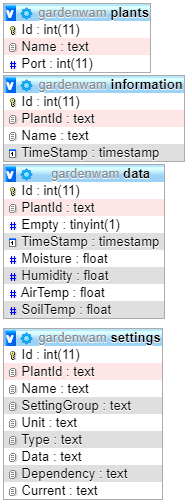 gardenwam plants
Id : int(11)
Name : text
Port : int(11)
gardenwam information
Id : int(11)
PlantId : text
Name : text
TimeStamp : timestamp
gardenwam data
Id : int(11)
PlantId : text
Empty : tinyint(1)
TimeStamp : timestamp
Moisture : float
Humidity : float
AirTemp : float
SoilTemp : float
gardenwam settings
Id : int(11)
PlantId : text
Name : text
SettingGroup : text
Unit : text
Type : text
Data : text
Dependency : text
Current : text